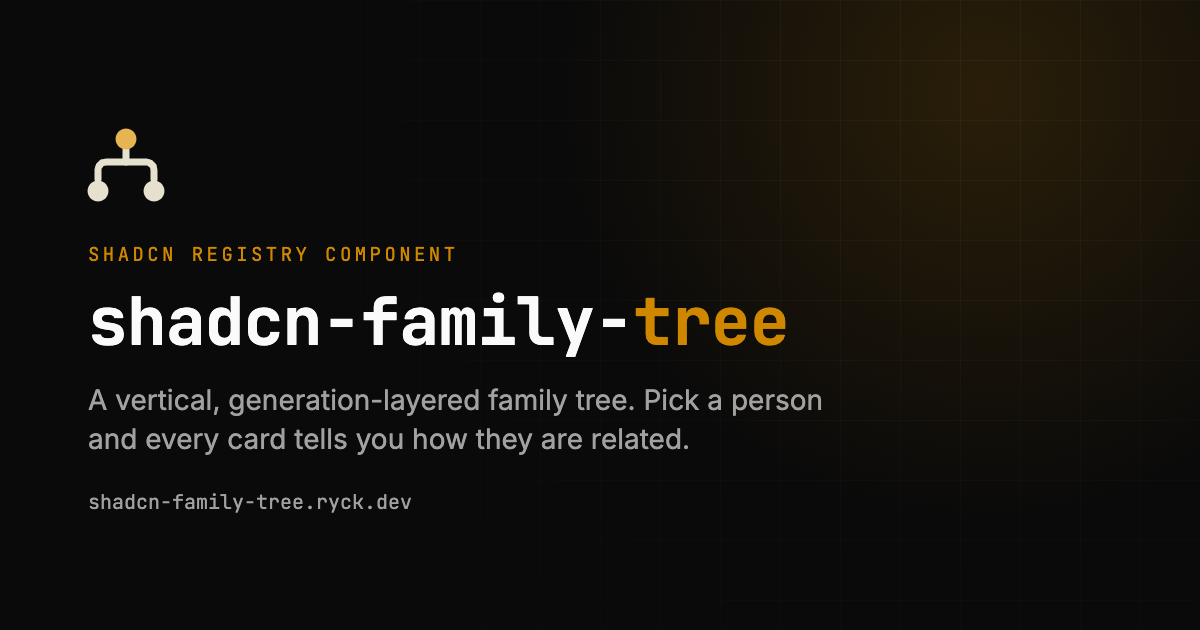 SHADCN REGISTRY COMPONENT
shadcn-family-tree
A vertical, generation-layered family tree. Pick a person
and every card tells you how they are related.
shadcn-family-tree.ryck.dev